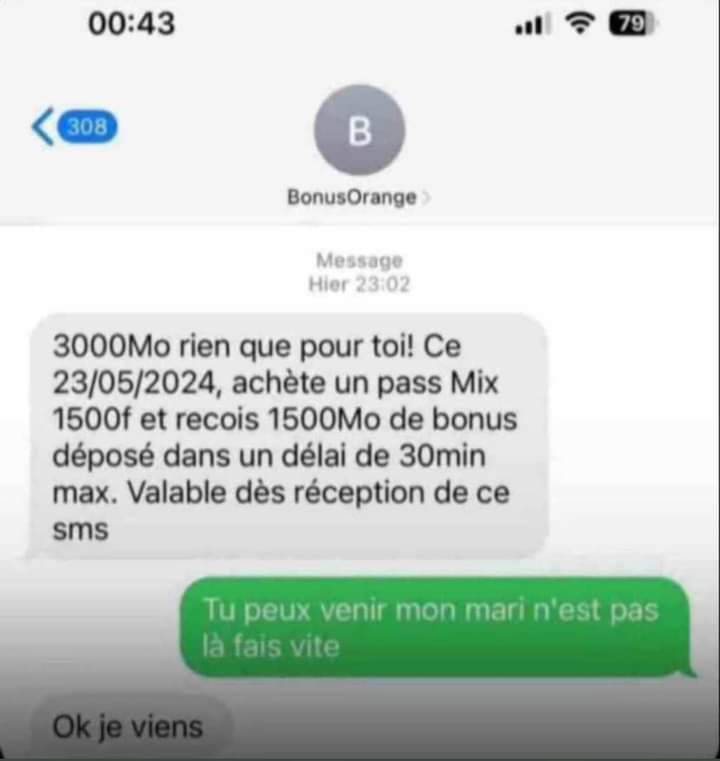 00:43
79
308
B
BonusOrange
Message
Hier 23:02
3000Mo rien que pour toi! Ce
23/05/2024, achète un pass Mix
1500f et recois 1500Mo de bonus
déposé dans un délai de 30min
max. Valable dès réception de ce
sms
Tu peux venir mon mari n'est pas
là fais vite
Ok je viens